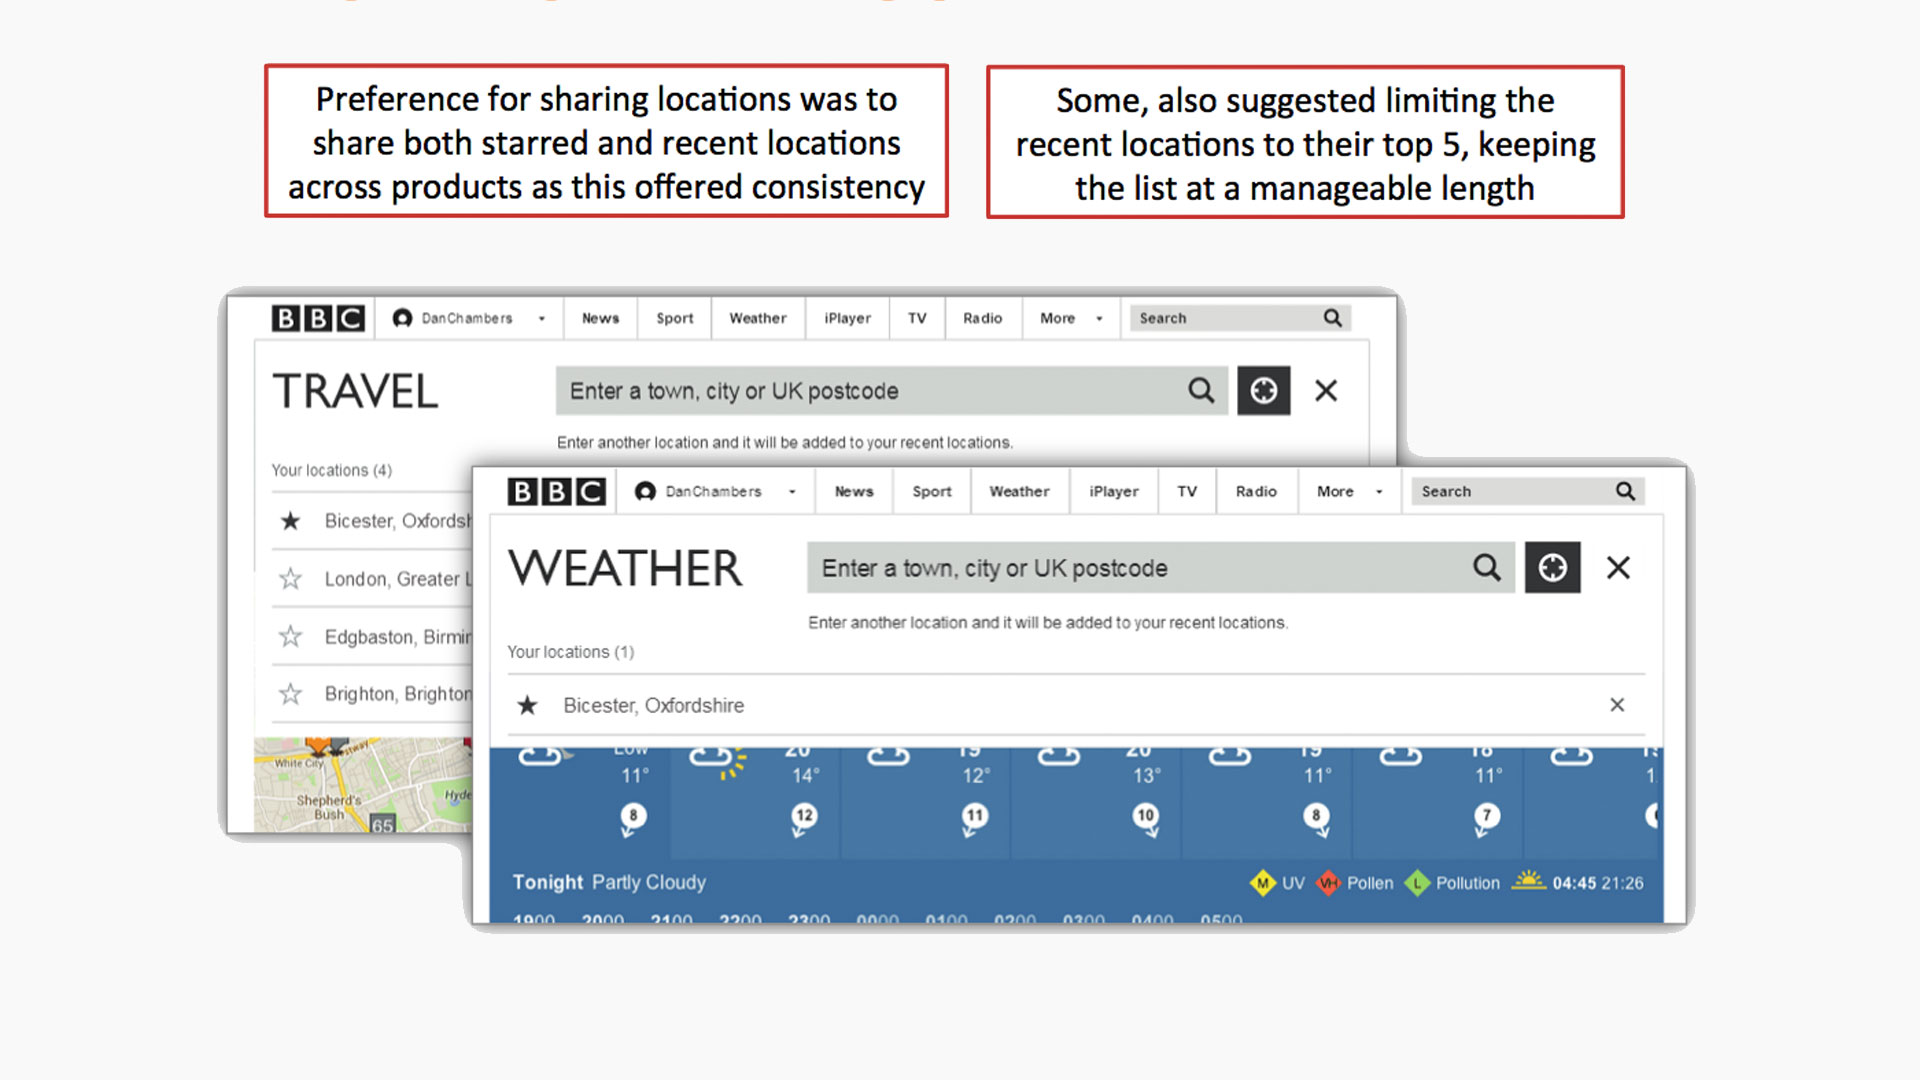 Preference for sharing locations was to
share both starred and recent locations
across products as this offered consistency
Some, also suggested limiting the
recent locations to their top 5, keeping
the list at a manageable length
BBC DanChambers News Sport Weather iPlayer TV Radio More Search
TRAVEL Enter a town, city or UK postcode
Enter another location and it will be added to your recent locations.
Your locations (4)
Bicester, Oxfordsh
London, Greater L
Edgbaston, Birmin
Brighton, Brighton
White City
Shepherd's
Bush
Hyde
65
BBC DanChambers News Sport Weather iPlayer TV Radio More Search
WEATHER Enter a town, city or UK postcode
Enter another location and it will be added to your recent locations.
Your locations (1)
Bicester, Oxfordshire
Low 20 19 20 19 18
11° 14° 12° 13° 11° 11°
8 12 11 10 8 7
Tonight Partly Cloudy M UV VH Pollen L Pollution 04:45 21:26
1900 2000 2100 2200 2300 0000 0100 0200 0300 0400 0500